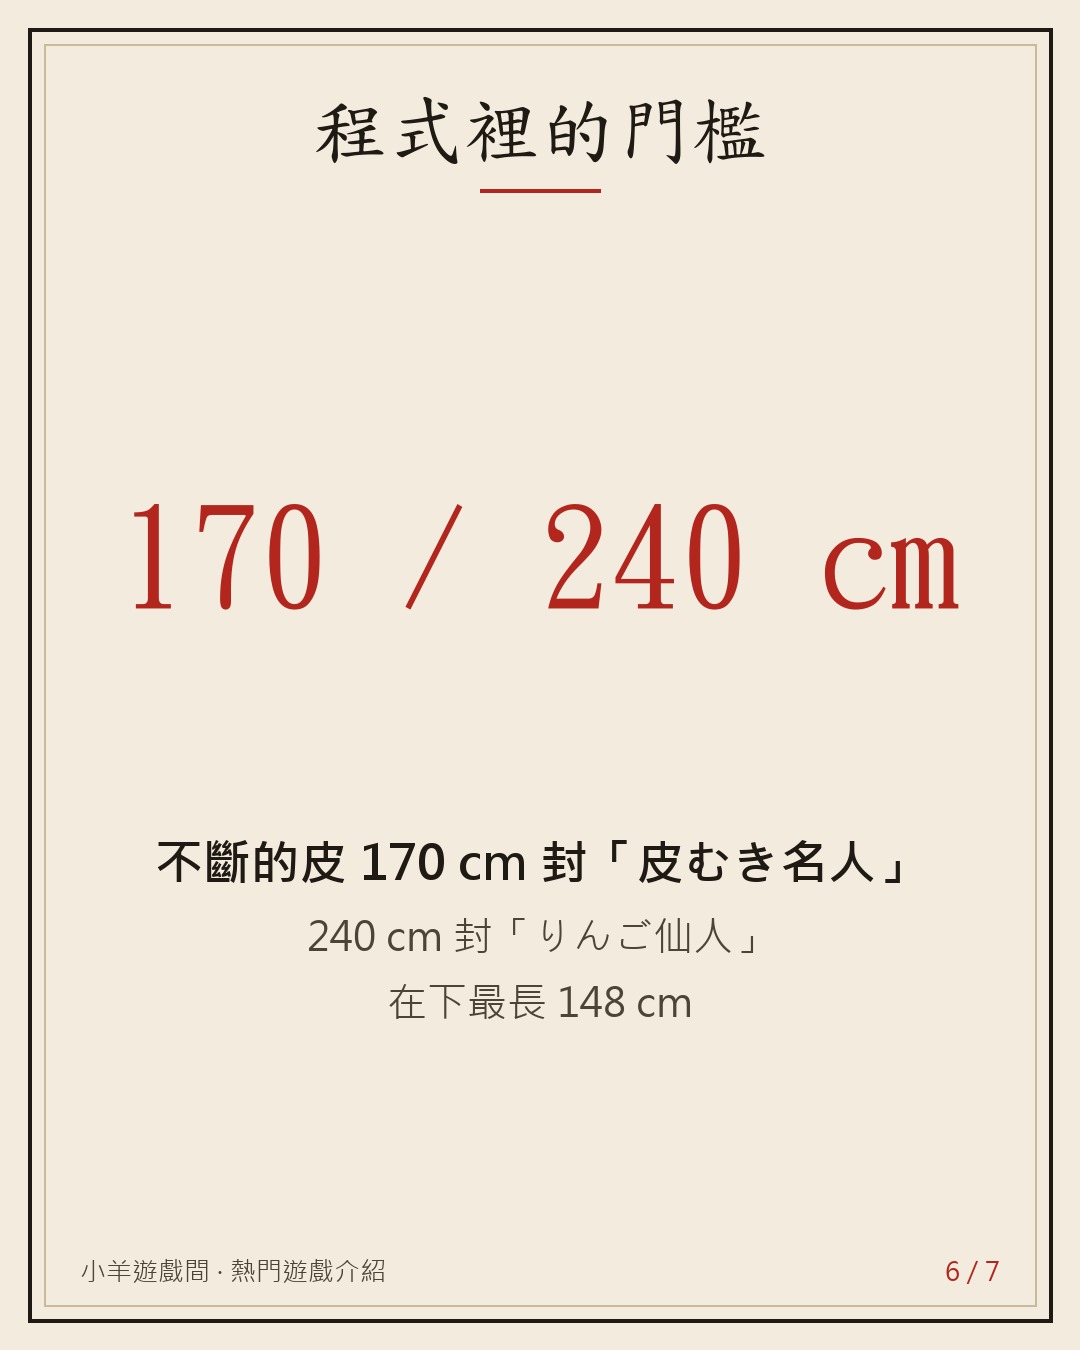 程式裡的門檻
170 / 240 cm
不斷的皮 170 cm 封「皮むき名人」
240 cm 封「りんご仙人」
在下最長 148 cm
小羊遊戲間 · 熱門遊戲介紹
6 / 7